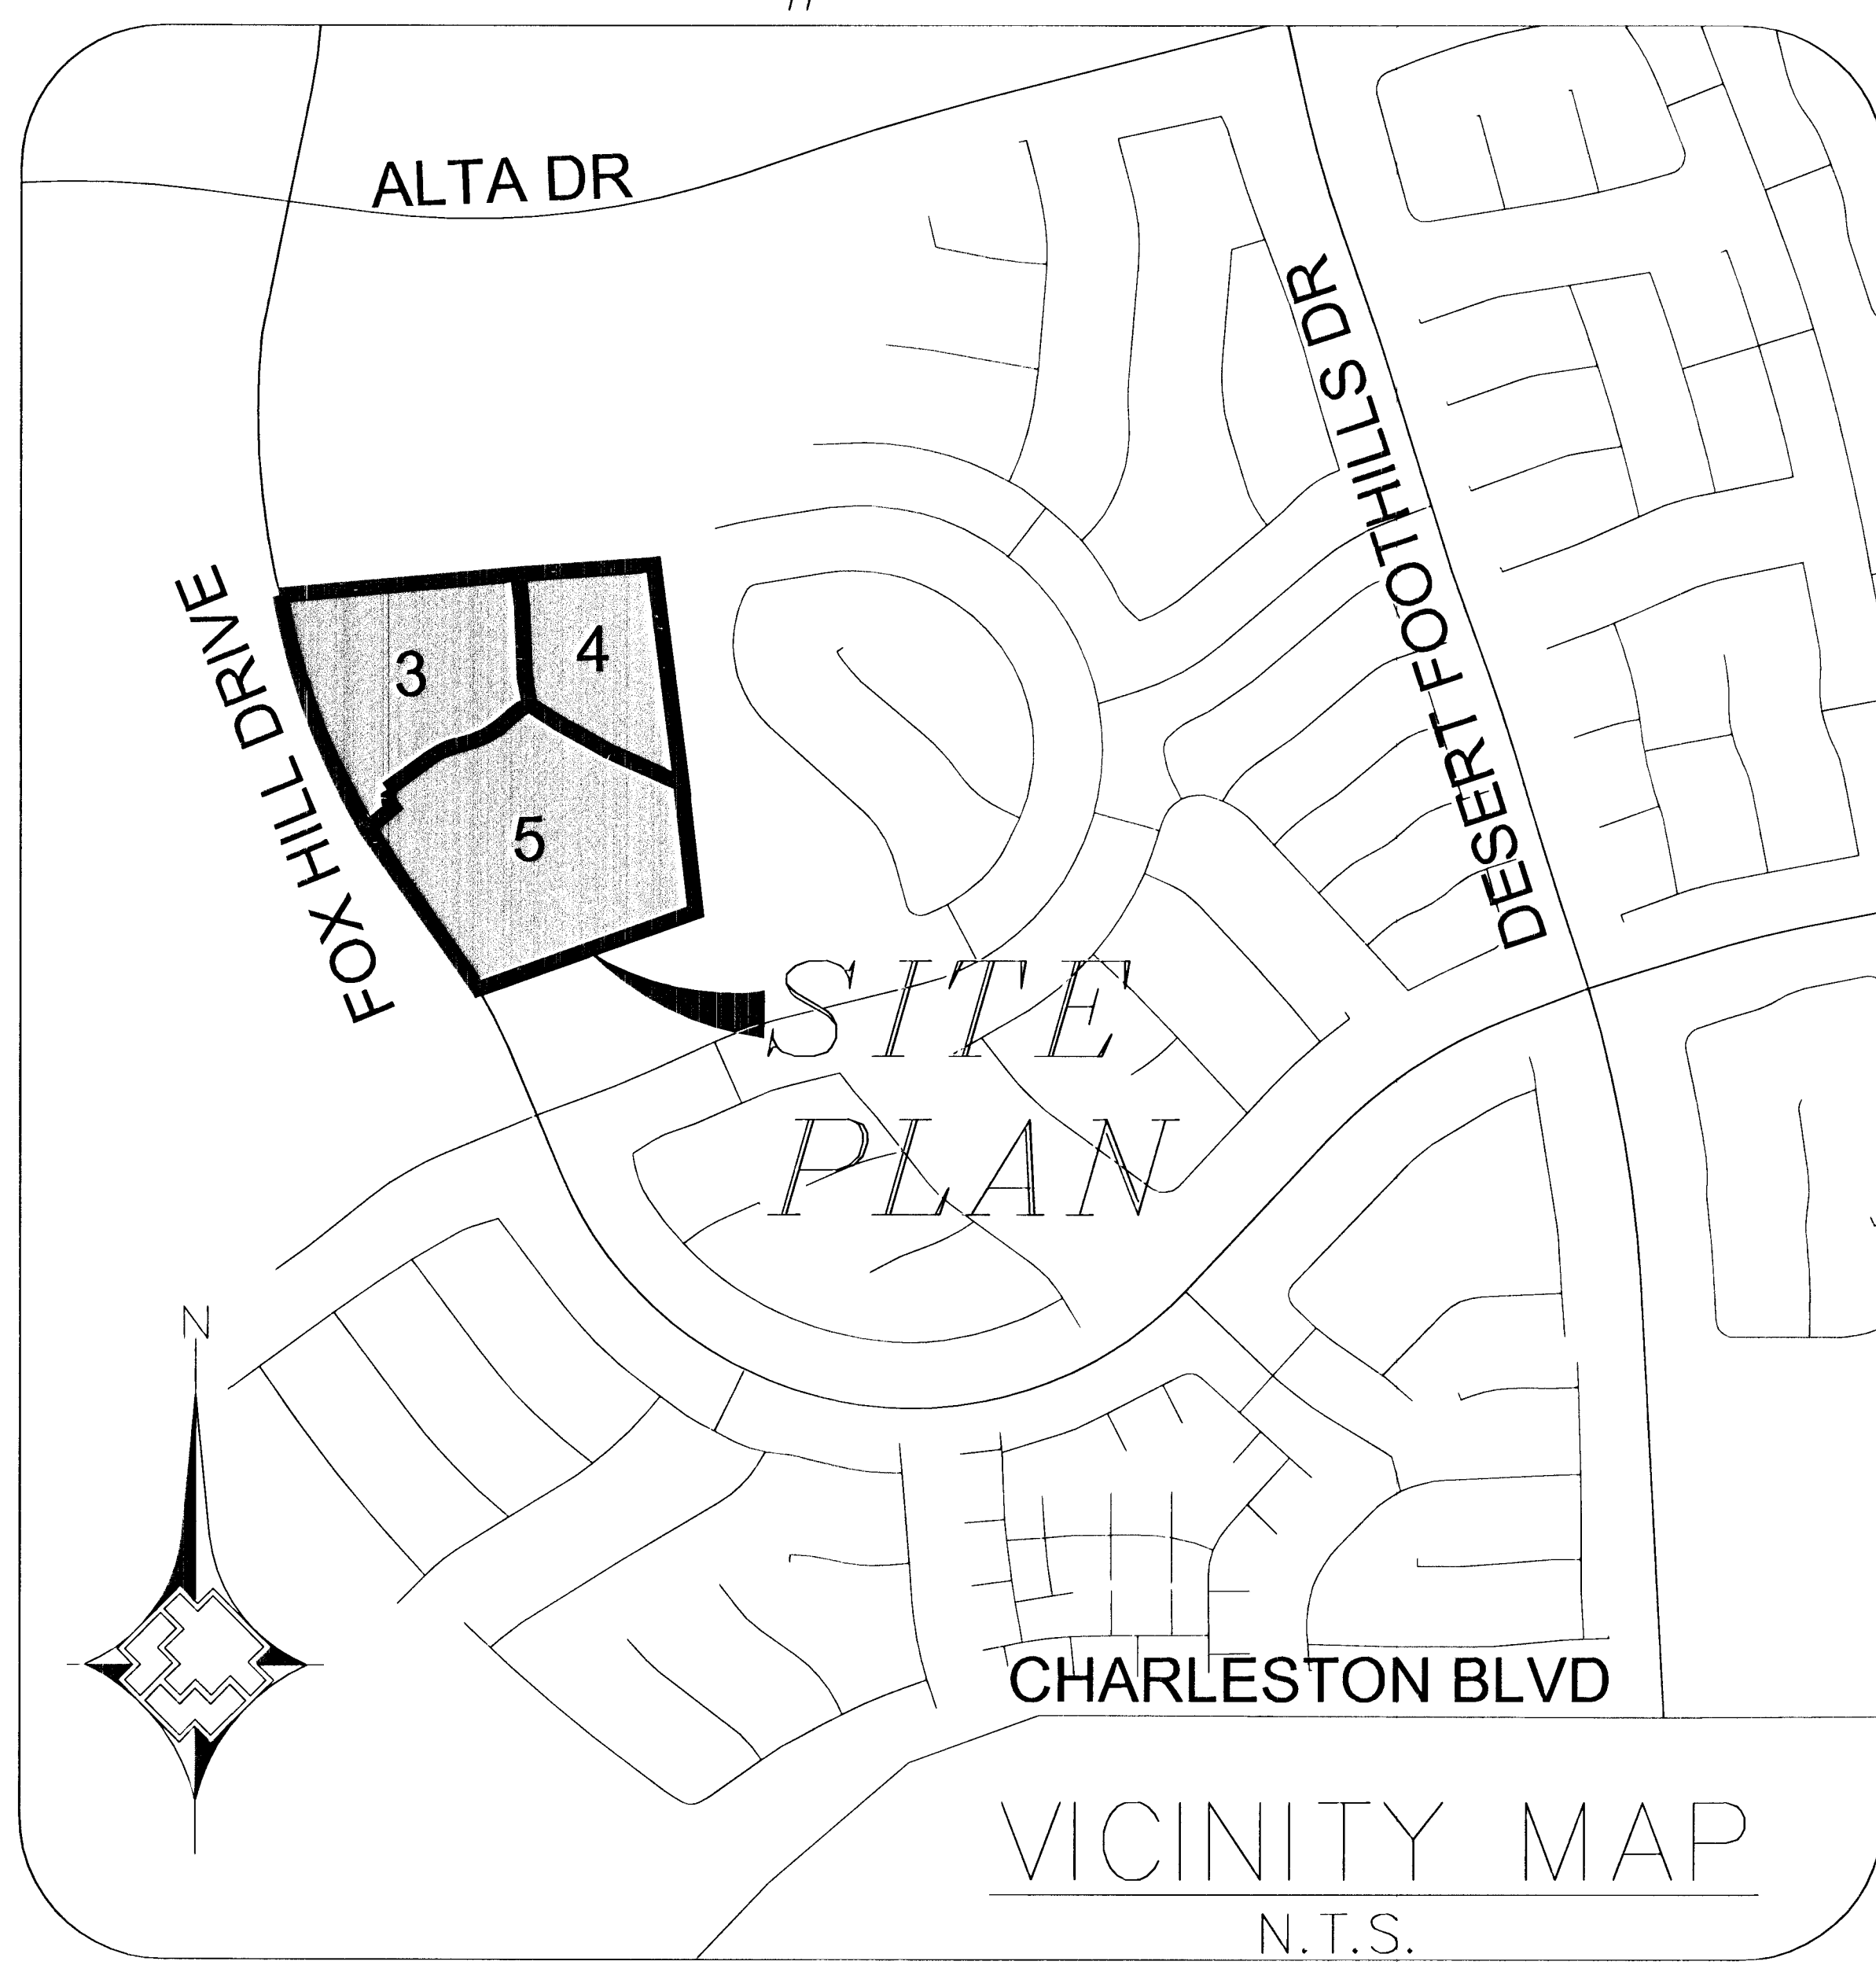 ALTA DR
DESERT FOOTHILLS DR
FOX HILL DRIVE
3
4
5
SITE
PLAN
N
CHARLESTON BLVD
VICINITY MAP
N.T.S.